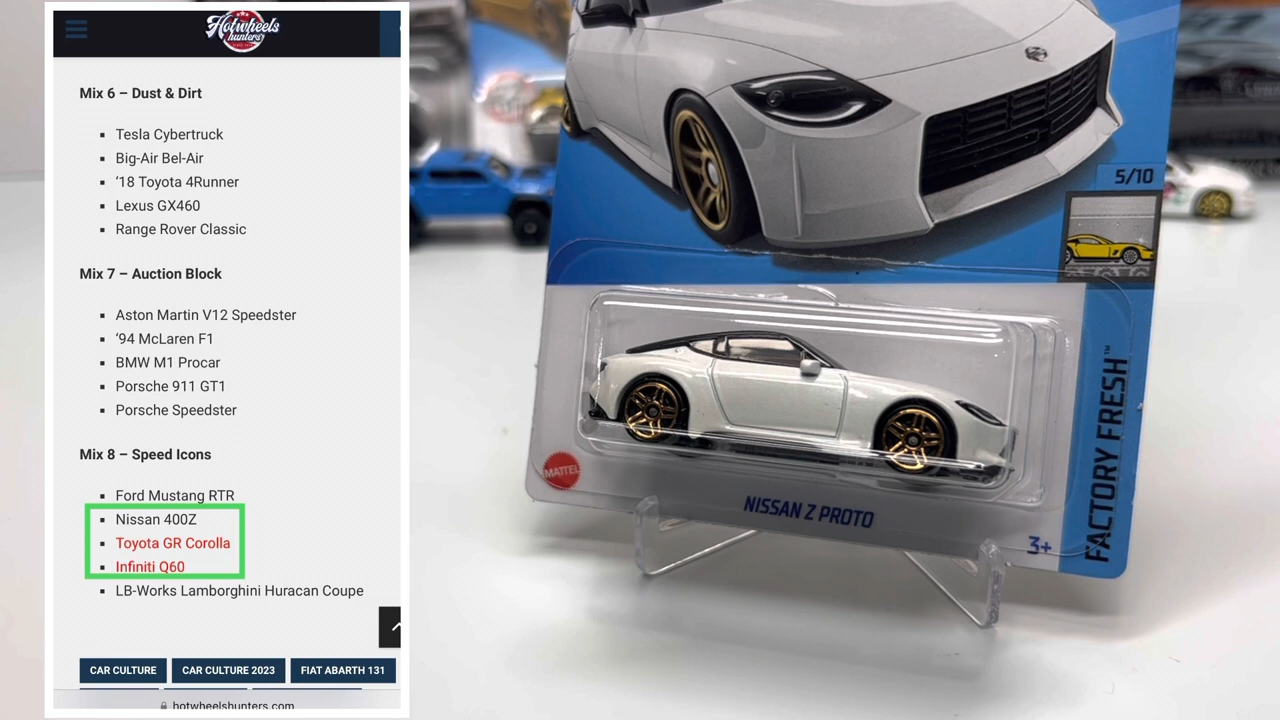 Hotwheels
hunters
Mix 6 – Dust & Dirt
Tesla Cybertruck
Big-Air Bel-Air
‘18 Toyota 4Runner
Lexus GX460
Range Rover Classic
Mix 7 – Auction Block
Aston Martin V12 Speedster
‘94 McLaren F1
BMW M1 Procar
Porsche 911 GT1
Porsche Speedster
Mix 8 – Speed Icons
Ford Mustang RTR
Nissan 400Z
Toyota GR Corolla
Infiniti Q60
LB-Works Lamborghini Huracan Coupe
CAR CULTURE
CAR CULTURE 2023
FIAT ABARTH 131
hotwheelshunters.com
5/10
FACTORY FRESH™
MATTEL
NISSAN Z PROTO
3+